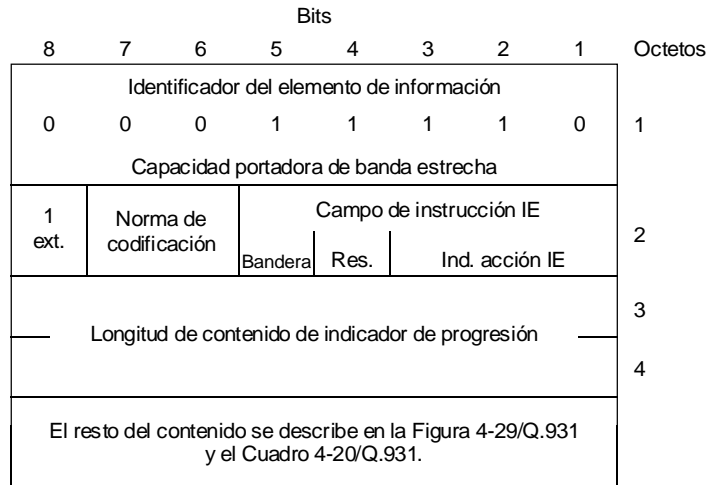 Bits
8 7 6 5 4 3 2 1 Octetos
Identificador del elemento de información
0 0 0 1 1 1 1 0 1
Capacidad portadora de banda estrecha
1 ext. Norma de codificación Campo de instrucción IE 2
Bandera Res. Ind. acción IE
3
Longitud de contenido de indicador de progresión
4
El resto del contenido se describe en la Figura 4-29/Q.931
y el Cuadro 4-20/Q.931.